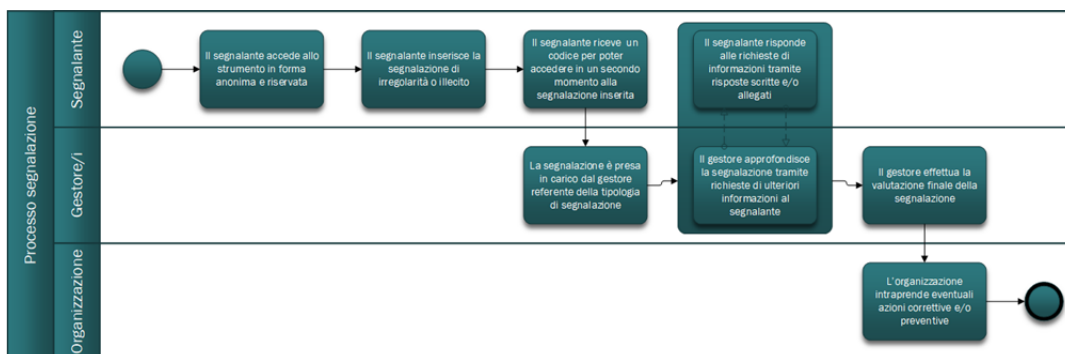 Processo segnalazione
Segnalante
Il segnalante accede allo
strumento in forma
anonima e riservata
Il segnalante inserisce la
segnalazione di
irregolarità o illecito
Il segnalante riceve un
codice per poter
accedere in un secondo
momento alla
segnalazione inserita
Il segnalante risponde
alle richieste di
informazioni tramite
risposte scritte e/o
allegati
Gestore/i
La segnalazione è presa
in carico dal gestore
referente della tipologia
di segnalazione
Il gestore approfondisce
la segnalazione tramite
richieste di ulteriori
informazioni al
segnalante
Il gestore effettua la
valutazione finale della
segnalazione
Organizzazione
L'organizzazione
intraprende eventuali
azioni correttive e/o
preventive